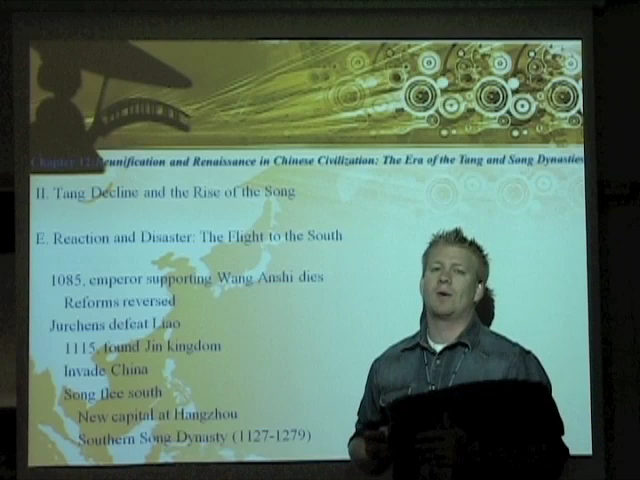 Chapter 12: Reunification and Renaissance in Chinese Civilization: The Era of the Tang and Song Dynasties
II. Tang Decline and the Rise of the Song
E. Reaction and Disaster: The Flight to the South
1085, emperor supporting Wang Anshi dies
Reforms reversed
Jurchens defeat Liao
1115, found Jin kingdom
Invade China
Song flee south
New capital at Hangzhou
Southern Song Dynasty (1127-1279)